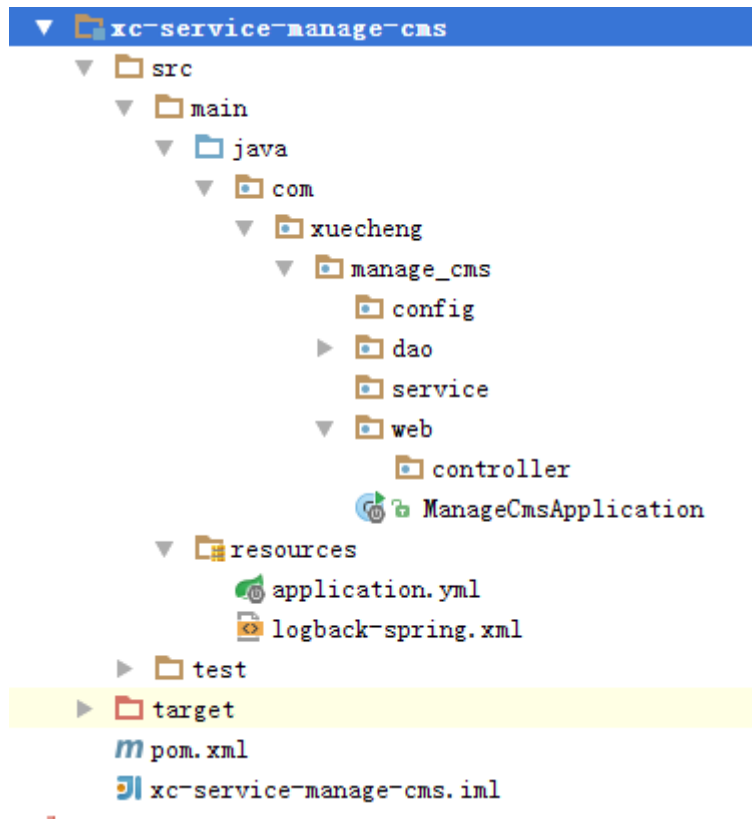 xc-service-manage-cms
src
main
java
com
xuecheng
manage_cms
config
dao
service
web
controller
ManageCmsApplication
resources
application.yml
logback-spring.xml
test
target
pom.xml
xc-service-manage-cms.iml